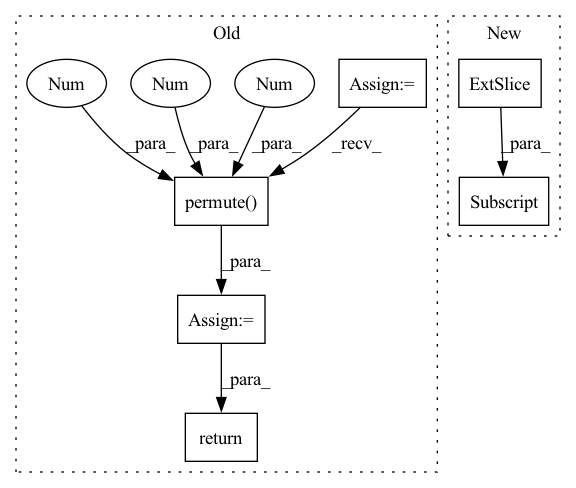 Old
New
Num
Num
Num
Assign:=
ExtSlice
_para_
_para_
_para_
_recv_
_para_
permute()
Subscript
_para_
Assign:=
_para_
return